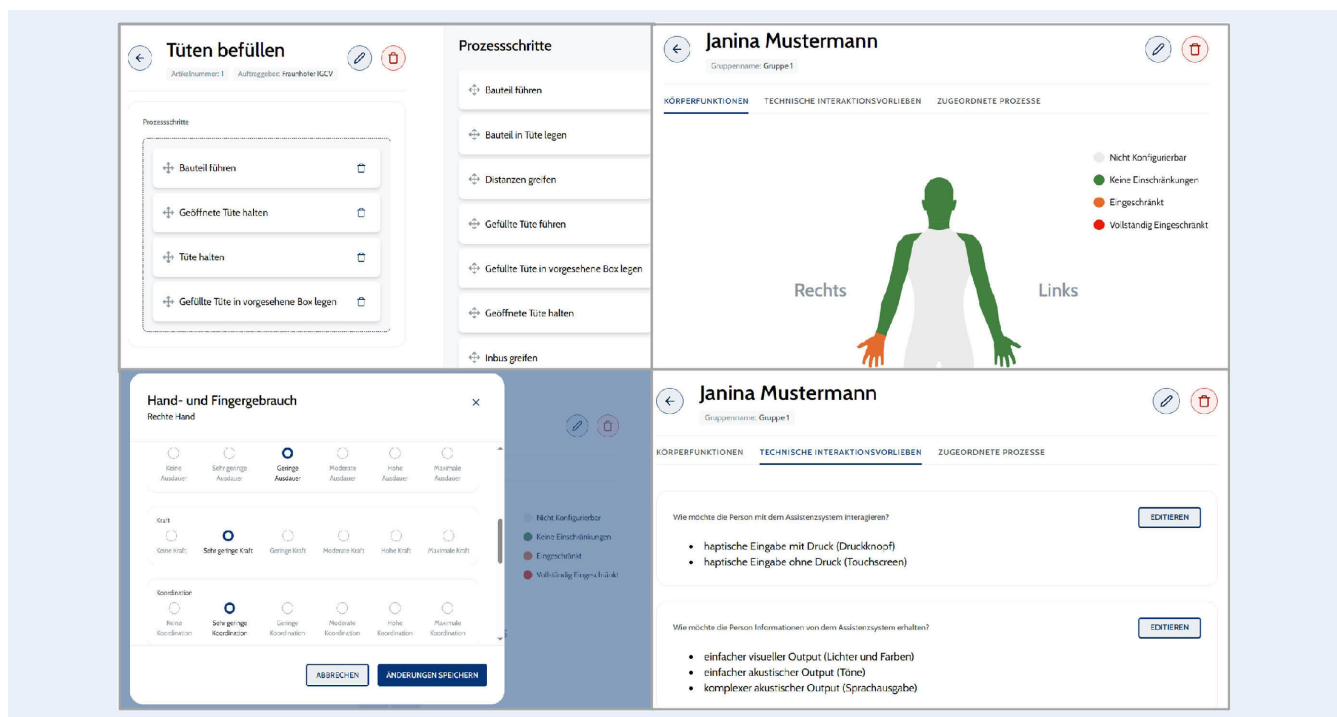 Tüten befüllen
Artikelnummer: 1 Auftraggeber: Fraunhofer IGCV
Prozessschritte
Bauteil führen
Geöffnete Tüte halten
Tüte halten
Gefüllte Tüte in vorgesehene Box legen
Prozessschritte
Bauteil führen
Bauteil in Tüte legen
Distanzen greifen
Gefüllte Tüte führen
Gefüllte Tüte in vorgesehene Box legen
Geöffnete Tüte halten
Inbus greifen
Janina Mustermann
Gruppenname: Gruppe 1
KÖRPERFUNKTIONEN TECHNISCHE INTERAKTIONSVORLIEBEN ZUGEORDNETE PROZESSE
Nicht Konfigurierbar
Keine Einschränkungen
Eingeschränkt
Vollständig Eingeschränkt
Rechts Links
Hand- und Fingergebrauch
Rechte Hand
Keine Ausdauer Sehr geringe Ausdauer Geringe Ausdauer Moderate Ausdauer Hohe Ausdauer Maximale Ausdauer
Kraft
Keine Kraft Sehr geringe Kraft Geringe Kraft Moderate Kraft Hohe Kraft Maximale Kraft
Koordination
Keine Koordination Sehr geringe Koordination Geringe Koordination Moderate Koordination Hohe Koordination Maximale Koordination
ABBRECHEN ÄNDERUNGEN SPEICHERN
Nicht Konfigurierbar
Keine Einschränkungen
Eingeschränkt
Vollständig Eingeschränkt
Janina Mustermann
Gruppenname: Gruppe 1
KÖRPERFUNKTIONEN TECHNISCHE INTERAKTIONSVORLIEBEN ZUGEORDNETE PROZESSE
Wie möchte die Person mit dem Assistenzsystem interagieren? EDITIEREN
• haptische Eingabe mit Druck (Druckknopf)
• haptische Eingabe ohne Druck (Touchscreen)
Wie möchte die Person Informationen von dem Assistenzsystem erhalten? EDITIEREN
• einfacher visueller Output (Lichter und Farben)
• einfacher akustischer Output (Töne)
• komplexer akustischer Output (Sprachausgabe)